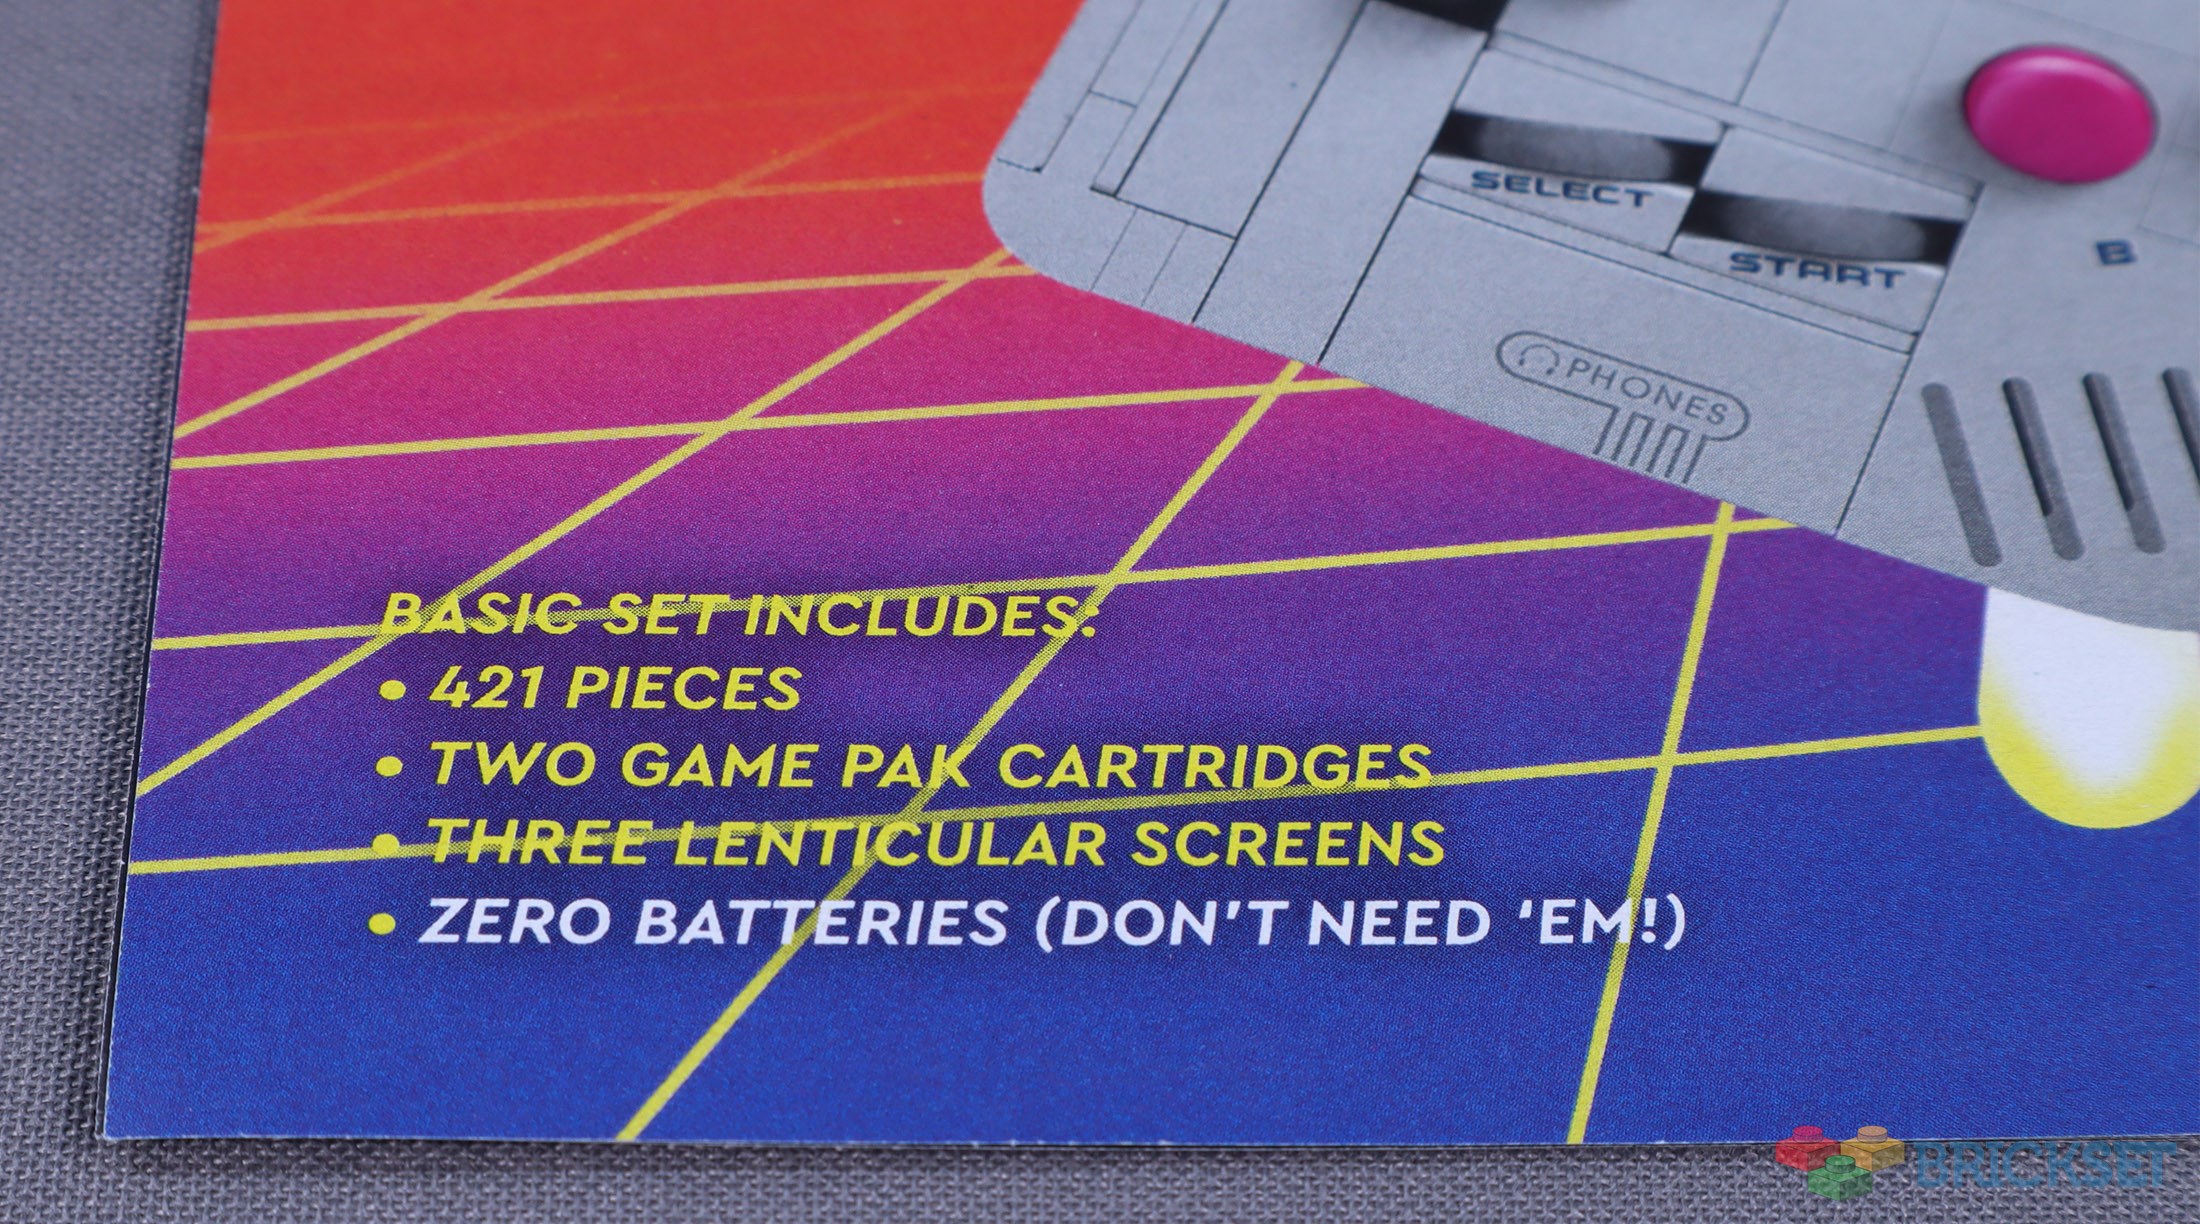 SELECT
START
B
PHONES
BASIC SET INCLUDES:
• 421 PIECES
• TWO GAME PAK CARTRIDGES
• THREE LENTICULAR SCREENS
• ZERO BATTERIES (DON'T NEED 'EM!)
BRICKSET